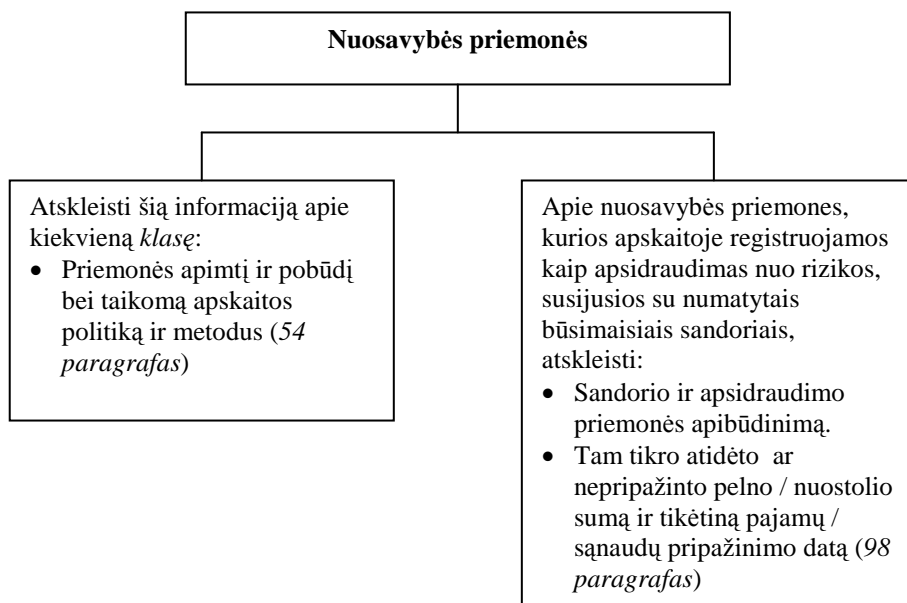 Nuosavybės priemonės
Atskleisti šią informaciją apie
kiekvieną klasę:
• Priemonės apimtį ir pobūdį
bei taikomą apskaitos
politiką ir metodus (54
paragrafas)
Apie nuosavybės priemones,
kurios apskaitoje registruojamos
kaip apsidraudimas nuo rizikos,
susijusios su numatytais
būsimaisiais sandoriais,
atskleisti:
• Sandorio ir apsidraudimo
priemonės apibūdinimą.
• Tam tikro atidėto ar
nepripažinto pelno / nuostolio
sumą ir tikėtiną pajamų /
sąnaudų pripažinimo datą (98
paragrafas)